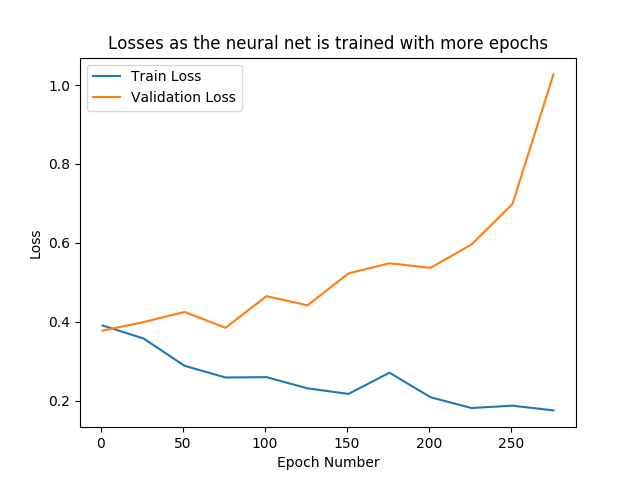 Losses as the neural net is trained with more epochs
Train Loss
Validation Loss
1.0
0.8
0.6
0.4
0.2
Loss
0 50 100 150 200 250
Epoch Number